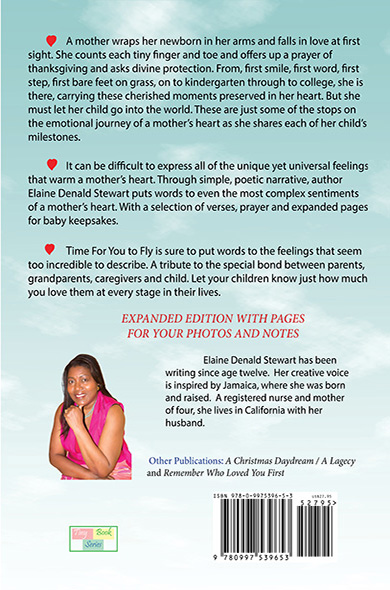 A mother wraps her newborn in her arms and falls in love at first
sight. She counts each tiny finger and toe and offers up a prayer of
thanksgiving and asks divine protection. From, first smile, first word, first
step, first bare feet on grass, on to kindergarten through to college, she is
there, carrying these cherished moments preserved in her heart. But she
must let her child go into the world. These are just some of the stops on
the emotional journey of a mother's heart as she shares each of her child's
milestones.
It can be difficult to express all of the unique yet universal feelings
that warm a mother's heart. Through simple, poetic narrative, author
Elaine Denald Stewart puts words to even the most complex sentiments
of a mother's heart. With a selection of verses, prayer and expanded pages
for baby keepsakes.
Time For You to Fly is sure to put words to the feelings that seem
too incredible to describe. A tribute to the special bond between parents,
grandparents, caregivers and child. Let your children know just how much
you love them at every stage in their lives.
EXPANDED EDITION WITH PAGES
FOR YOUR PHOTOS AND NOTES
Elaine Denald Stewart has been
writing since age twelve. Her creative voice
is inspired by Jamaica, where she was born
and raised. A registered nurse and mother
of four, she lives in California with her
husband.
Other Publications: A Christmas Daydream / A Lagecy
and Remember Who Loved You First
ISBN 978-0-9975396-5-3
52795>
9 780997 539653
Book
Series